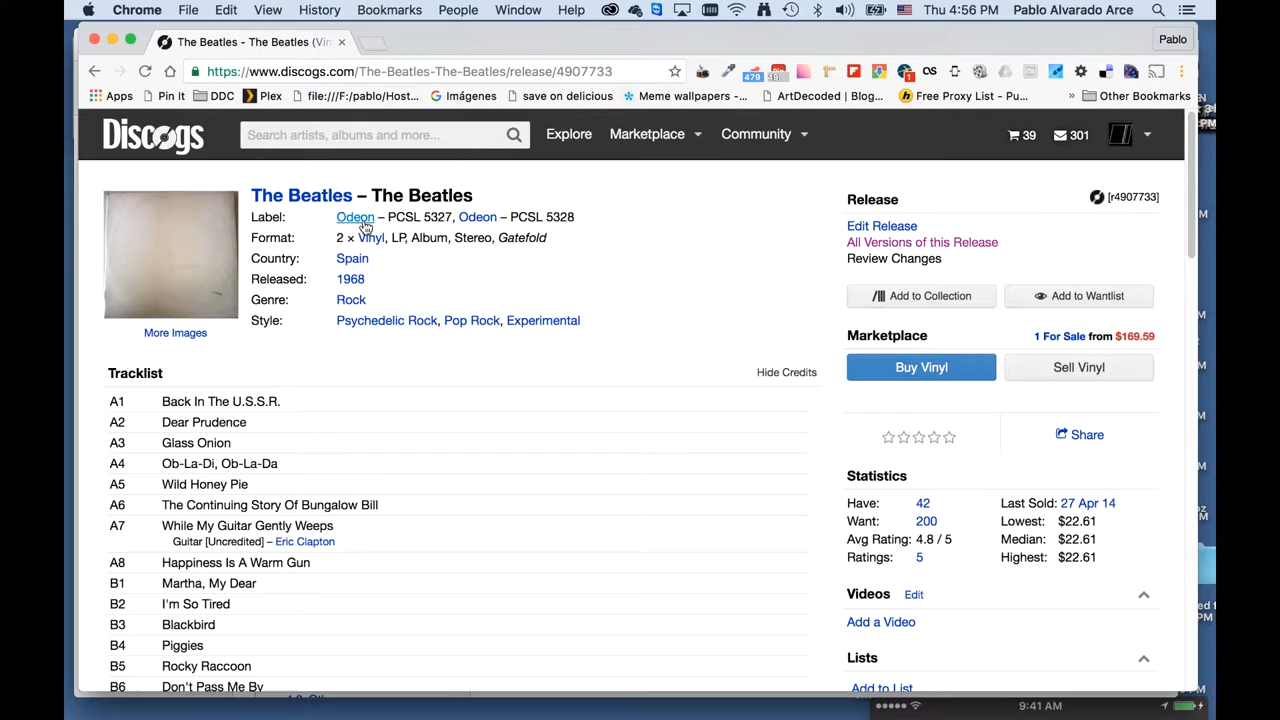 Chrome File Edit View History Bookmarks People Window Help Thu 4:56 PM Pablo Alvarado Arce
The Beatles - The Beatles (Vin
Pablo
https://www.discogs.com/The-Beatles-The-Beatles/release/4907733
479
Apps Pin It DDC Plex file:///F:/pablo/Host... Imágenes save on delicious Meme wallpapers -... ArtDecoded | Blog... Free Proxy List - Pu... » Other Bookmarks
Discogs Search artists, albums and more... Explore Marketplace Community 39 301
The Beatles – The Beatles
Label: Odeon – PCSL 5327, Odeon – PCSL 5328
Format: 2 × Vinyl, LP, Album, Stereo, Gatefold
Country: Spain
Released: 1968
Genre: Rock
Style: Psychedelic Rock, Pop Rock, Experimental
More Images
Tracklist Hide Credits
A1 Back In The U.S.S.R.
A2 Dear Prudence
A3 Glass Onion
A4 Ob-La-Di, Ob-La-Da
A5 Wild Honey Pie
A6 The Continuing Story Of Bungalow Bill
A7 While My Guitar Gently Weeps
Guitar [Uncredited] – Eric Clapton
A8 Happiness Is A Warm Gun
B1 Martha, My Dear
B2 I'm So Tired
B3 Blackbird
B4 Piggies
B5 Rocky Raccoon
B6 Don't Pass Me By
Release [r4907733]
Edit Release
All Versions of this Release
Review Changes
Add to Collection Add to Wantlist
Marketplace 1 For Sale from $169.59
Buy Vinyl Sell Vinyl
Share
Statistics
Have: 42 Last Sold: 27 Apr 14
Want: 200 Lowest: $22.61
Avg Rating: 4.8 / 5 Median: $22.61
Ratings: 5 Highest: $22.61
Videos Edit
Add a Video
Lists
Add to List
9:41 AM